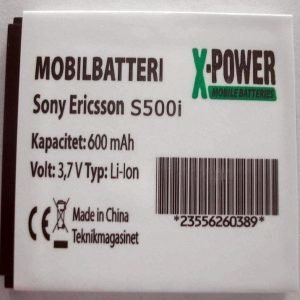 X-POWER
MOBILE BATTERIES
MOBILBATTERI
Sony Ericsson S500i
Kapacitet: 600 mAh
Volt: 3,7 V Typ: Li-Ion
CE
Made in China
Teknikmagasinet
*23556260389*